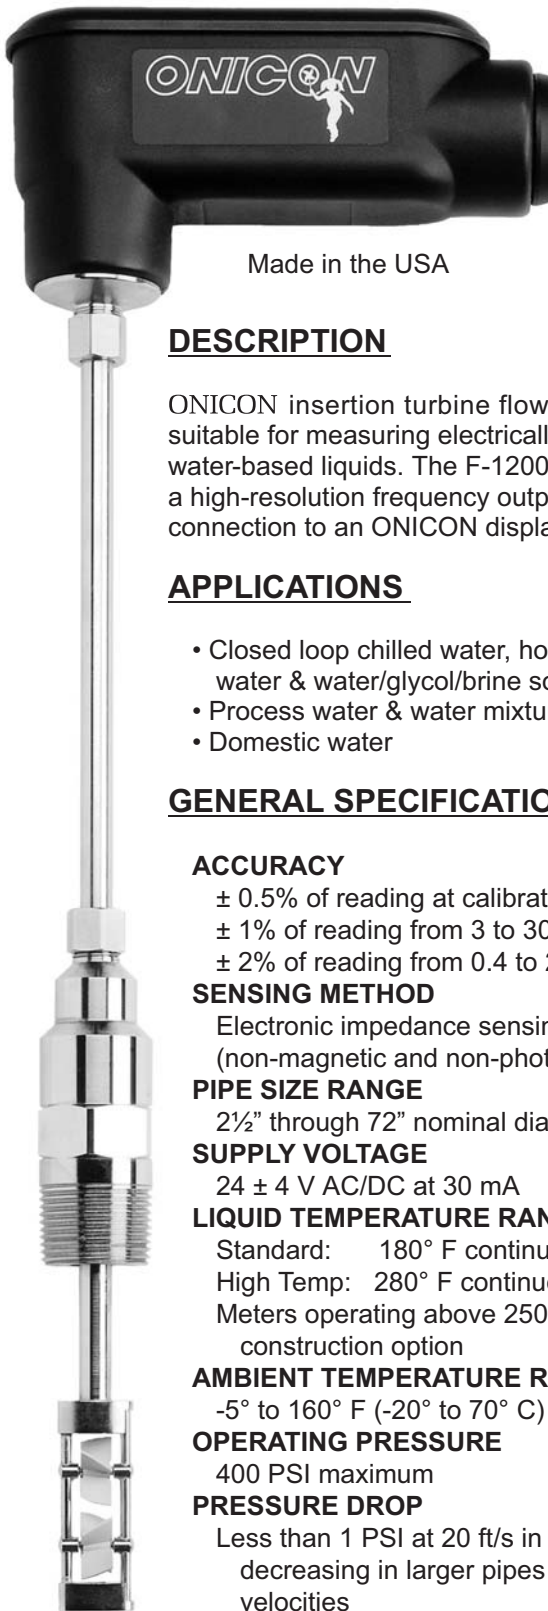 ONICON
Made in the USA
DESCRIPTION
ONICON insertion turbine flow
suitable for measuring electrically
water-based liquids. The F-1200
a high-resolution frequency outp
connection to an ONICON displa
APPLICATIONS
• Closed loop chilled water, ho
water & water/glycol/brine so
• Process water & water mixtu
• Domestic water
GENERAL SPECIFICATIO
ACCURACY
± 0.5% of reading at calibrat
± 1% of reading from 3 to 30
± 2% of reading from 0.4 to 2
SENSING METHOD
Electronic impedance sensin
(non-magnetic and non-phot
PIPE SIZE RANGE
2½” through 72” nominal dia
SUPPLY VOLTAGE
24 ± 4 V AC/DC at 30 mA
LIQUID TEMPERATURE RAN
Standard: 180° F continu
High Temp: 280° F continu
Meters operating above 250
construction option
AMBIENT TEMPERATURE R
-5° to 160° F (-20° to 70° C)
OPERATING PRESSURE
400 PSI maximum
PRESSURE DROP
Less than 1 PSI at 20 ft/s in
decreasing in larger pipes
velocities